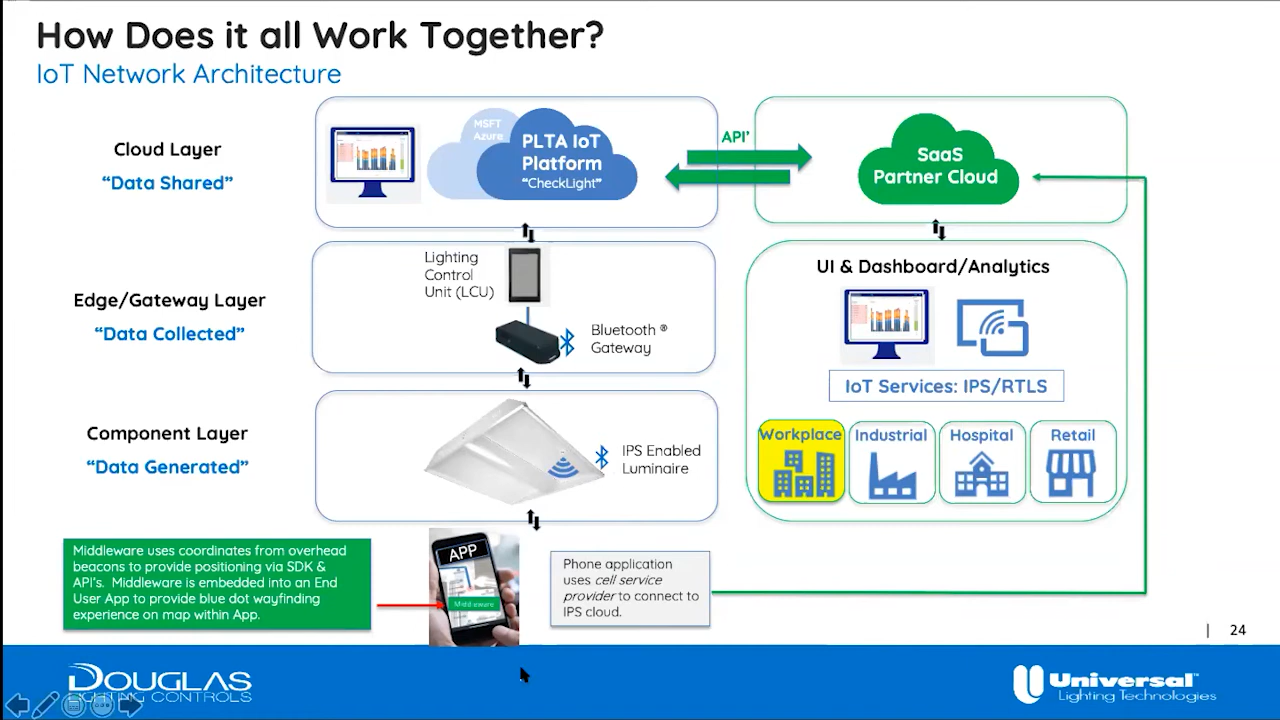 How Does it all Work Together?
IoT Network Architecture
Cloud Layer
“Data Shared”
MSFT
Azure
PLTA IoT
Platform
“CheckLight”
API’
SaaS
Partner Cloud
Edge/Gateway Layer
“Data Collected”
Lighting
Control
Unit (LCU)
Bluetooth ®
Gateway
UI & Dashboard/Analytics
IoT Services: IPS/RTLS
Workplace
Industrial
Hospital
Retail
Component Layer
“Data Generated”
IPS Enabled
Luminaire
Middleware uses coordinates from overhead
beacons to provide positioning via SDK &
API’s. Middleware is embedded into an End
User App to provide blue dot wayfinding
experience on map within App.
APP
Middleware
Phone application
uses cell service
provider to connect to
IPS cloud.
| 24
DOUGLAS
LIGHTING CONTROLS
Universal™
Lighting Technologies